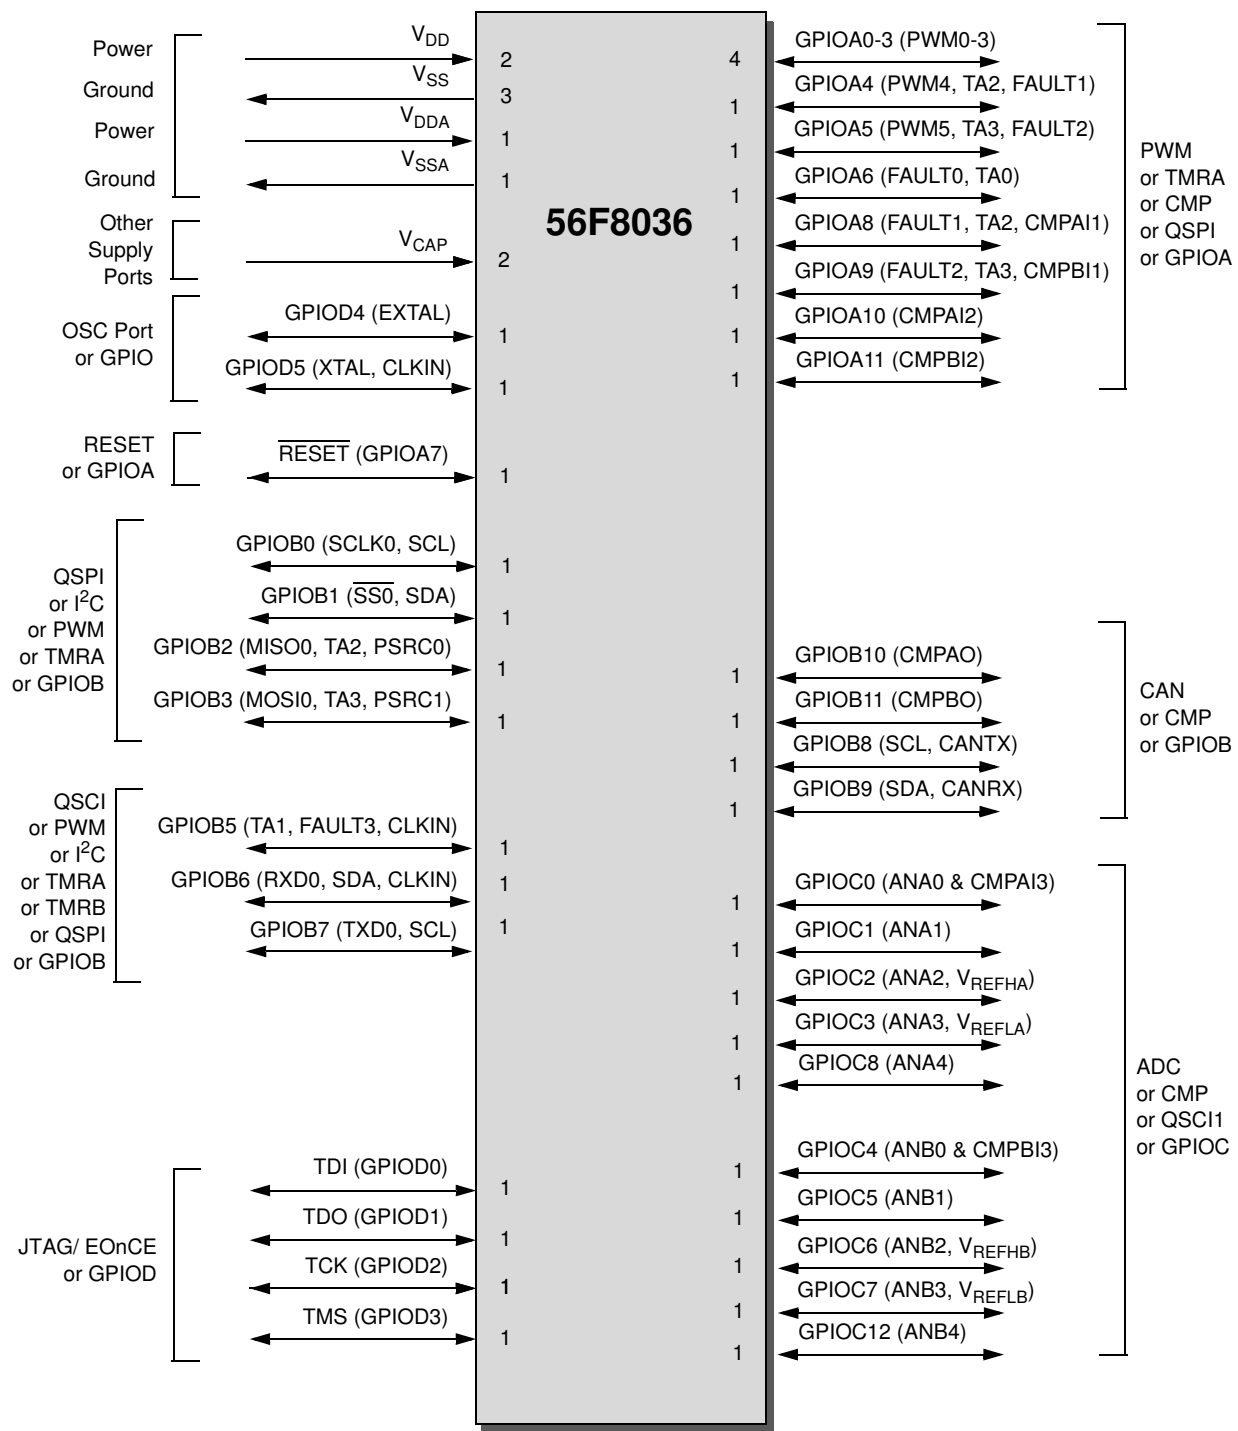 56F8036
Power
V_DD
2
Ground
V_SS
3
Power
V_DDA
1
Ground
V_SSA
1
Other
Supply
Ports
V_CAP
2
OSC Port
or GPIO
GPIOD4 (EXTAL)
1
GPIOD5 (XTAL, CLKIN)
1
RESET
or GPIOA
RESET (GPIOA7)
1
QSPI
or I²C
or PWM
or TMRA
or GPIOB
GPIOB0 (SCLK0, SCL)
1
GPIOB1 (SS0, SDA)
1
GPIOB2 (MISO0, TA2, PSRC0)
1
GPIOB3 (MOSI0, TA3, PSRC1)
1
QSCI
or PWM
or I²C
or TMRA
or TMRB
or QSPI
or GPIOB
GPIOB5 (TA1, FAULT3, CLKIN)
1
GPIOB6 (RXD0, SDA, CLKIN)
1
GPIOB7 (TXD0, SCL)
1
JTAG/ EOnCE
or GPIOD
TDI (GPIOD0)
1
TDO (GPIOD1)
1
TCK (GPIOD2)
1
TMS (GPIOD3)
1
4
GPIOA0-3 (PWM0-3)
1
GPIOA4 (PWM4, TA2, FAULT1)
1
GPIOA5 (PWM5, TA3, FAULT2)
1
GPIOA6 (FAULT0, TA0)
1
GPIOA8 (FAULT1, TA2, CMPAI1)
1
GPIOA9 (FAULT2, TA3, CMPBI1)
1
GPIOA10 (CMPAI2)
1
GPIOA11 (CMPBI2)
PWM
or TMRA
or CMP
or QSPI
or GPIOA
1
GPIOB10 (CMPAO)
1
GPIOB11 (CMPBO)
1
GPIOB8 (SCL, CANTX)
1
GPIOB9 (SDA, CANRX)
CAN
or CMP
or GPIOB
1
GPIOC0 (ANA0 & CMPAI3)
1
GPIOC1 (ANA1)
1
GPIOC2 (ANA2, V_REFHA)
1
GPIOC3 (ANA3, V_REFLA)
1
GPIOC8 (ANA4)
1
GPIOC4 (ANB0 & CMPBI3)
1
GPIOC5 (ANB1)
1
GPIOC6 (ANB2, V_REFHB)
1
GPIOC7 (ANB3, V_REFLB)
1
GPIOC12 (ANB4)
ADC
or CMP
or QSCI1
or GPIOC